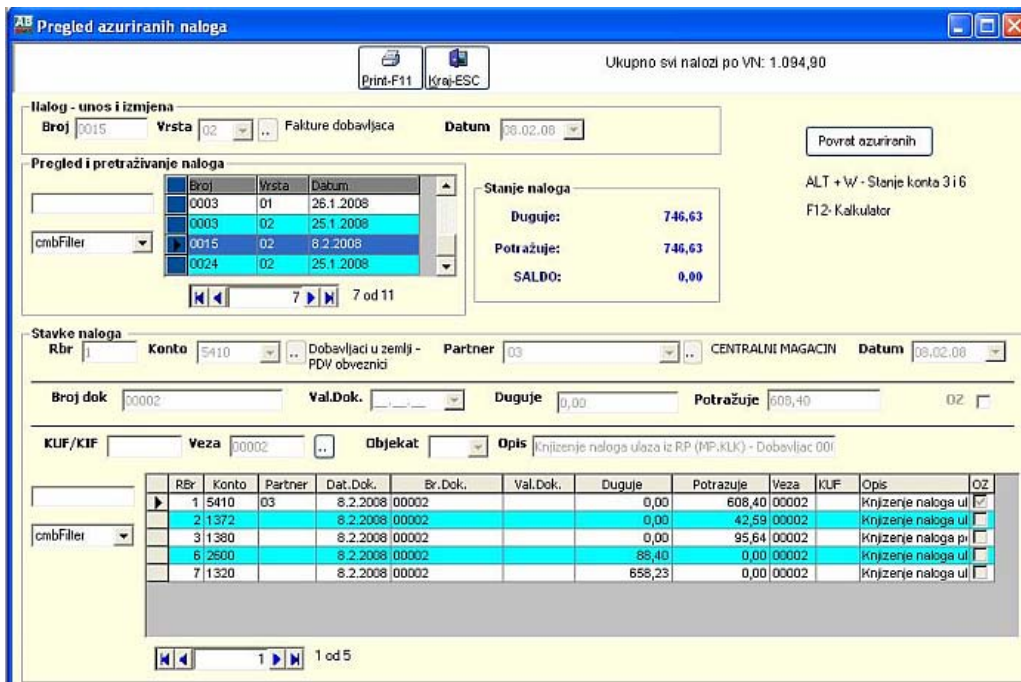 Pregled azuriranih naloga
Print-F11 Kraj-ESC
Ukupno svi nalozi po VN: 1.094,90
Nalog - unos i izmjena
Broj 0015 Vrsta 02 .. Fakture dobavljaca Datum 08.02.08
Povrat azuriranih
ALT + W - Stanje konta 3 i 6
F12- Kalkulator
Pregled i pretraživanje naloga
cmbFilter
Broj Vrsta Datum
0003 01 26.1.2008
0003 02 25.1.2008
0015 02 8.2.2008
0024 02 25.1.2008
7 7 od 11
Stanje naloga
Duguje: 746,63
Potražuje: 746,63
SALDO: 0,00
Stavke naloga
Rbr 1 Konto 5410 .. Dobavljaci u zemlji - PDV obveznici Partner 03 .. CENTRALNI MAGACIN Datum 08.02.08
Broj dok 00002 Val.Dok. __.__.__ Duguje 0,00 Potražuje 608,40 OZ
KUF/KIF Veza 00002 .. Objekat Opis Knjizenje naloga ulaza iz RP (MP.KLK) - Dobavljac 00(
cmbFilter
RBr Konto Partner Dat.Dok. Br.Dok. Val.Dok. Duguje Potrazuje Veza KUF Opis OZ
1 5410 03 8.2.2008 00002 0,00 608,40 00002 Knjizenje naloga ul
2 1372 8.2.2008 00002 0,00 42,59 00002 Knjizenje naloga ul
3 1380 8.2.2008 00002 0,00 95,64 00002 Knjizenje naloga p
6 2600 8.2.2008 00002 88,40 0,00 00002 Knjizenje naloga ul
7 1320 8.2.2008 00002 658,23 0,00 00002 Knjizenje naloga ul
1 1 od 5